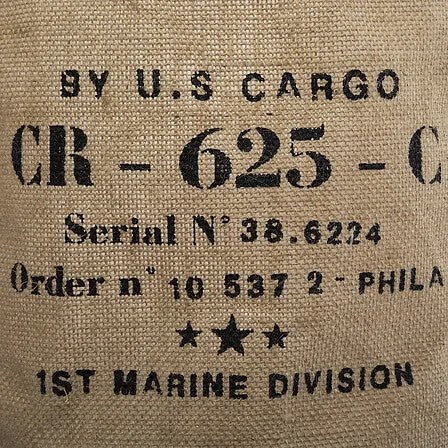 BY U.S CARGO
CR - 625 - C
Serial N° 38.6224
Order n° 10 537 2 - PHILA
1ST MARINE DIVISION